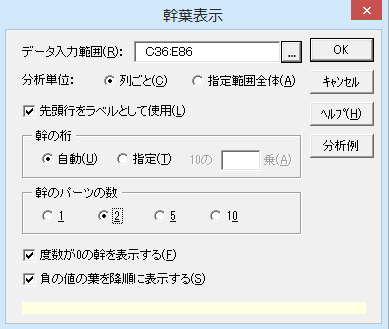 幹葉表示
データ入力範囲(R): C36:E86 ... OK
分析単位: 列ごと(C) 指定範囲全体(A) キャンセル
先頭行をラベルとして使用(L) ヘルプ(H)
幹の桁 分析例
自動(U) 指定(T) 10の 乗(A)
幹のパーツの数
1 2 5 10
度数が0の幹を表示する(F)
負の値の葉を降順に表示する(S)